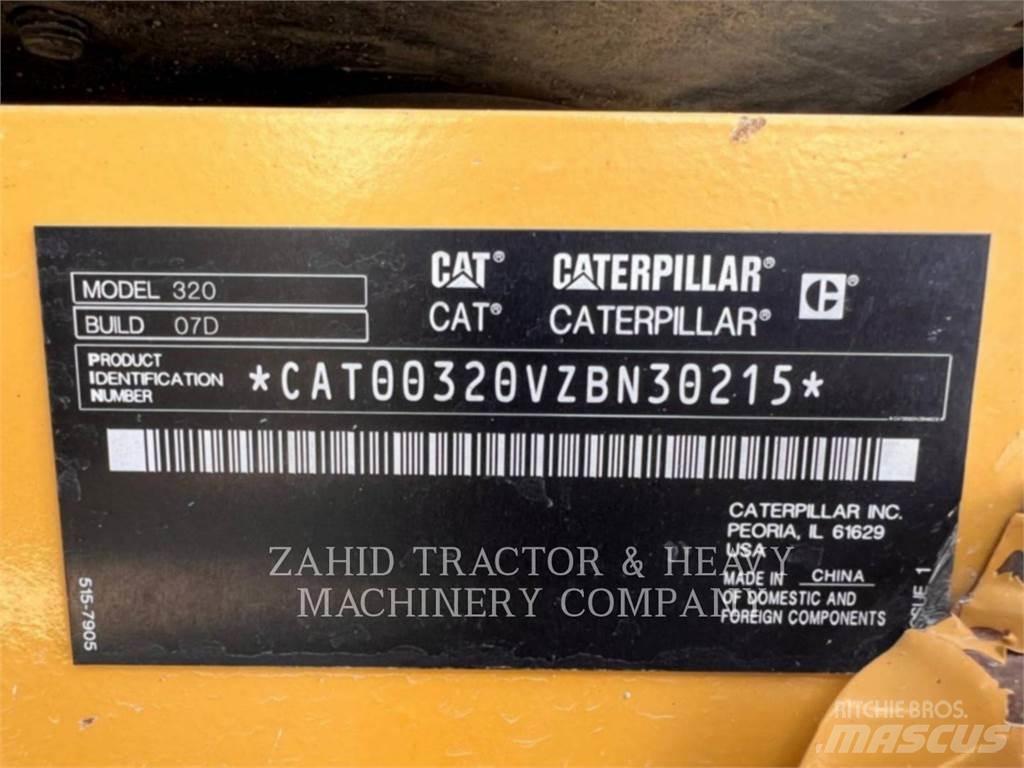 CAT® CATERPILLAR®
CAT® CATERPILLAR®
MODEL 320
BUILD 07D
PRODUCT
IDENTIFICATION
NUMBER
*CAT00320VZBN30215*
CATERPILLAR INC.
PEORIA, IL 61629
USA
MADE IN CHINA
OF DOMESTIC AND
FOREIGN COMPONENTS
515-7905
1
ZAHID TRACTOR & HEAVY
MACHINERY COMPANY
RITCHIE BROS.
MASCUS